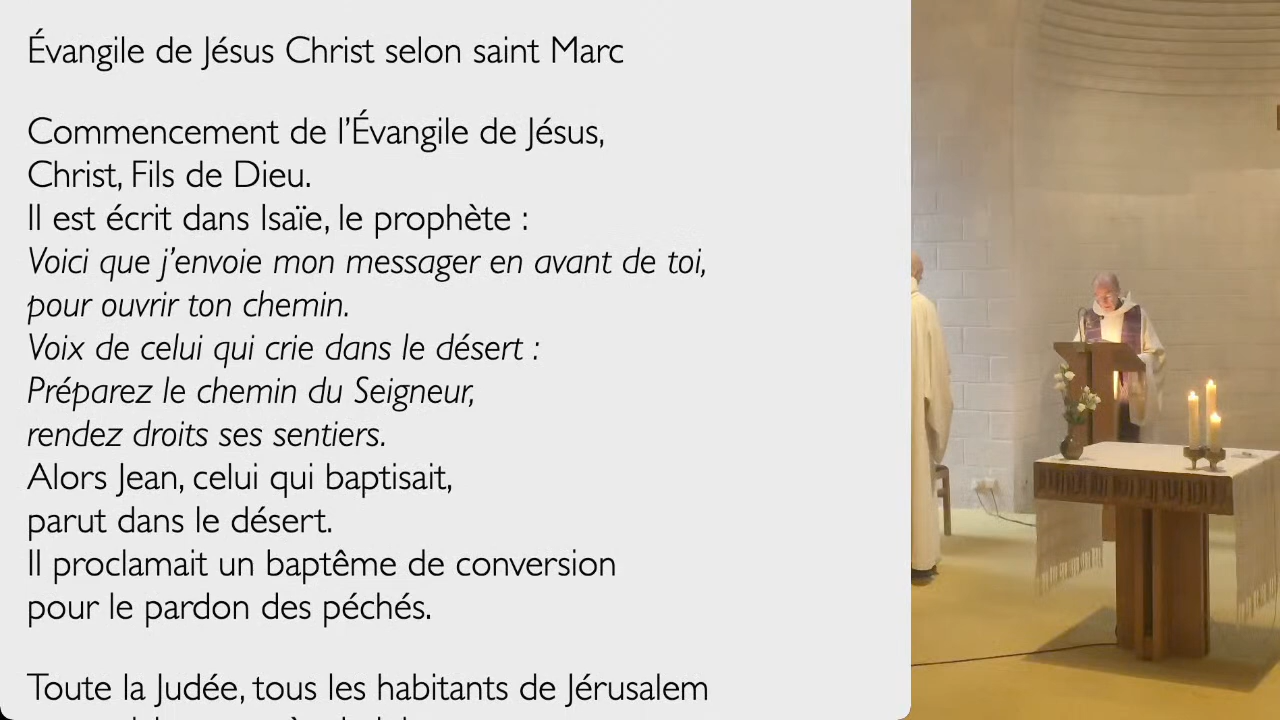 Évangile de Jésus Christ selon saint Marc
Commencement de l’Évangile de Jésus,
Christ, Fils de Dieu.
Il est écrit dans Isaïe, le prophète :
Voici que j’envoie mon messager en avant de toi,
pour ouvrir ton chemin.
Voix de celui qui crie dans le désert :
Préparez le chemin du Seigneur,
rendez droits ses sentiers.
Alors Jean, celui qui baptisait,
parut dans le désert.
Il proclamait un baptême de conversion
pour le pardon des péchés.
Toute la Judée, tous les habitants de Jérusalem